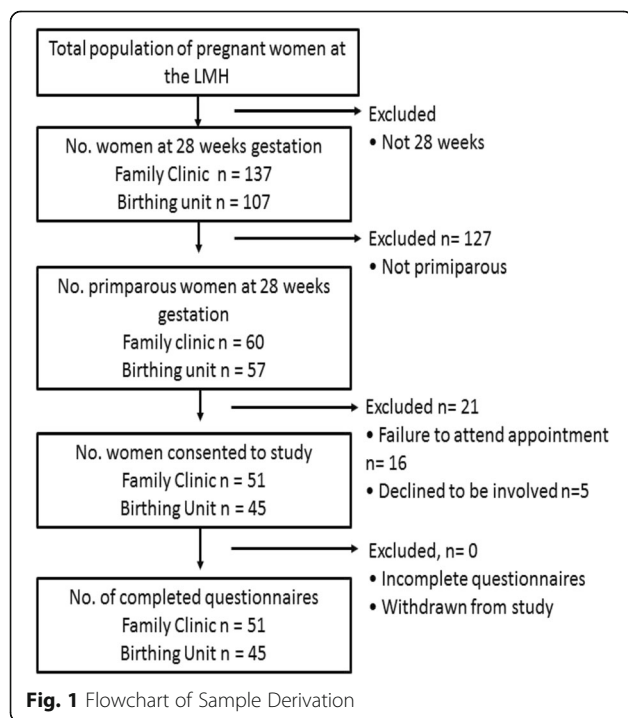 Total population of pregnant women at
the LMH
Excluded
• Not 28 weeks
No. women at 28 weeks gestation
Family Clinic n = 137
Birthing unit n = 107
Excluded n= 127
• Not primiparous
No. primparous women at 28 weeks
gestation
Family clinic n = 60
Birthing unit n = 57
Excluded n= 21
• Failure to attend appointment
n= 16
• Declined to be involved n=5
No. women consented to study
Family Clinic n = 51
Birthing Unit n = 45
Excluded, n= 0
• Incomplete questionnaires
• Withdrawn from study
No. of completed questionnaires
Family Clinic n = 51
Birthing Unit n = 45
Fig. 1 Flowchart of Sample Derivation